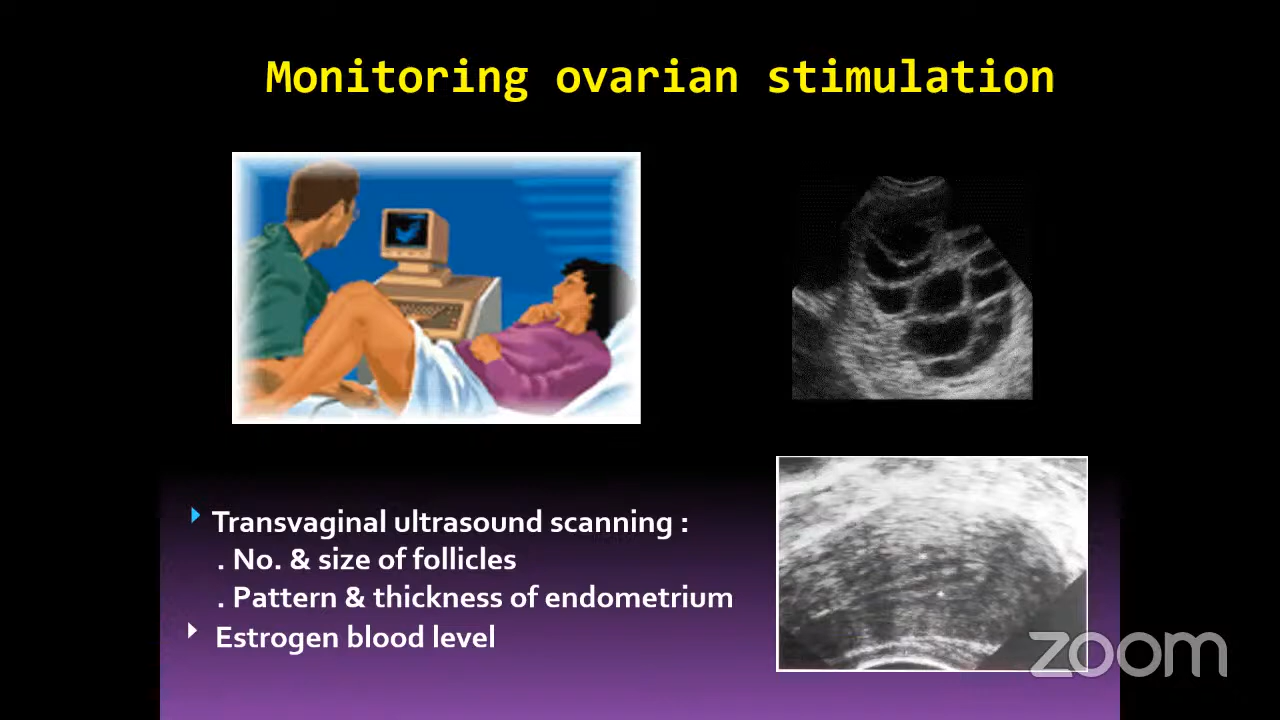 Monitoring ovarian stimulation
Transvaginal ultrasound scanning :
. No. & size of follicles
. Pattern & thickness of endometrium
Estrogen blood level
zoom